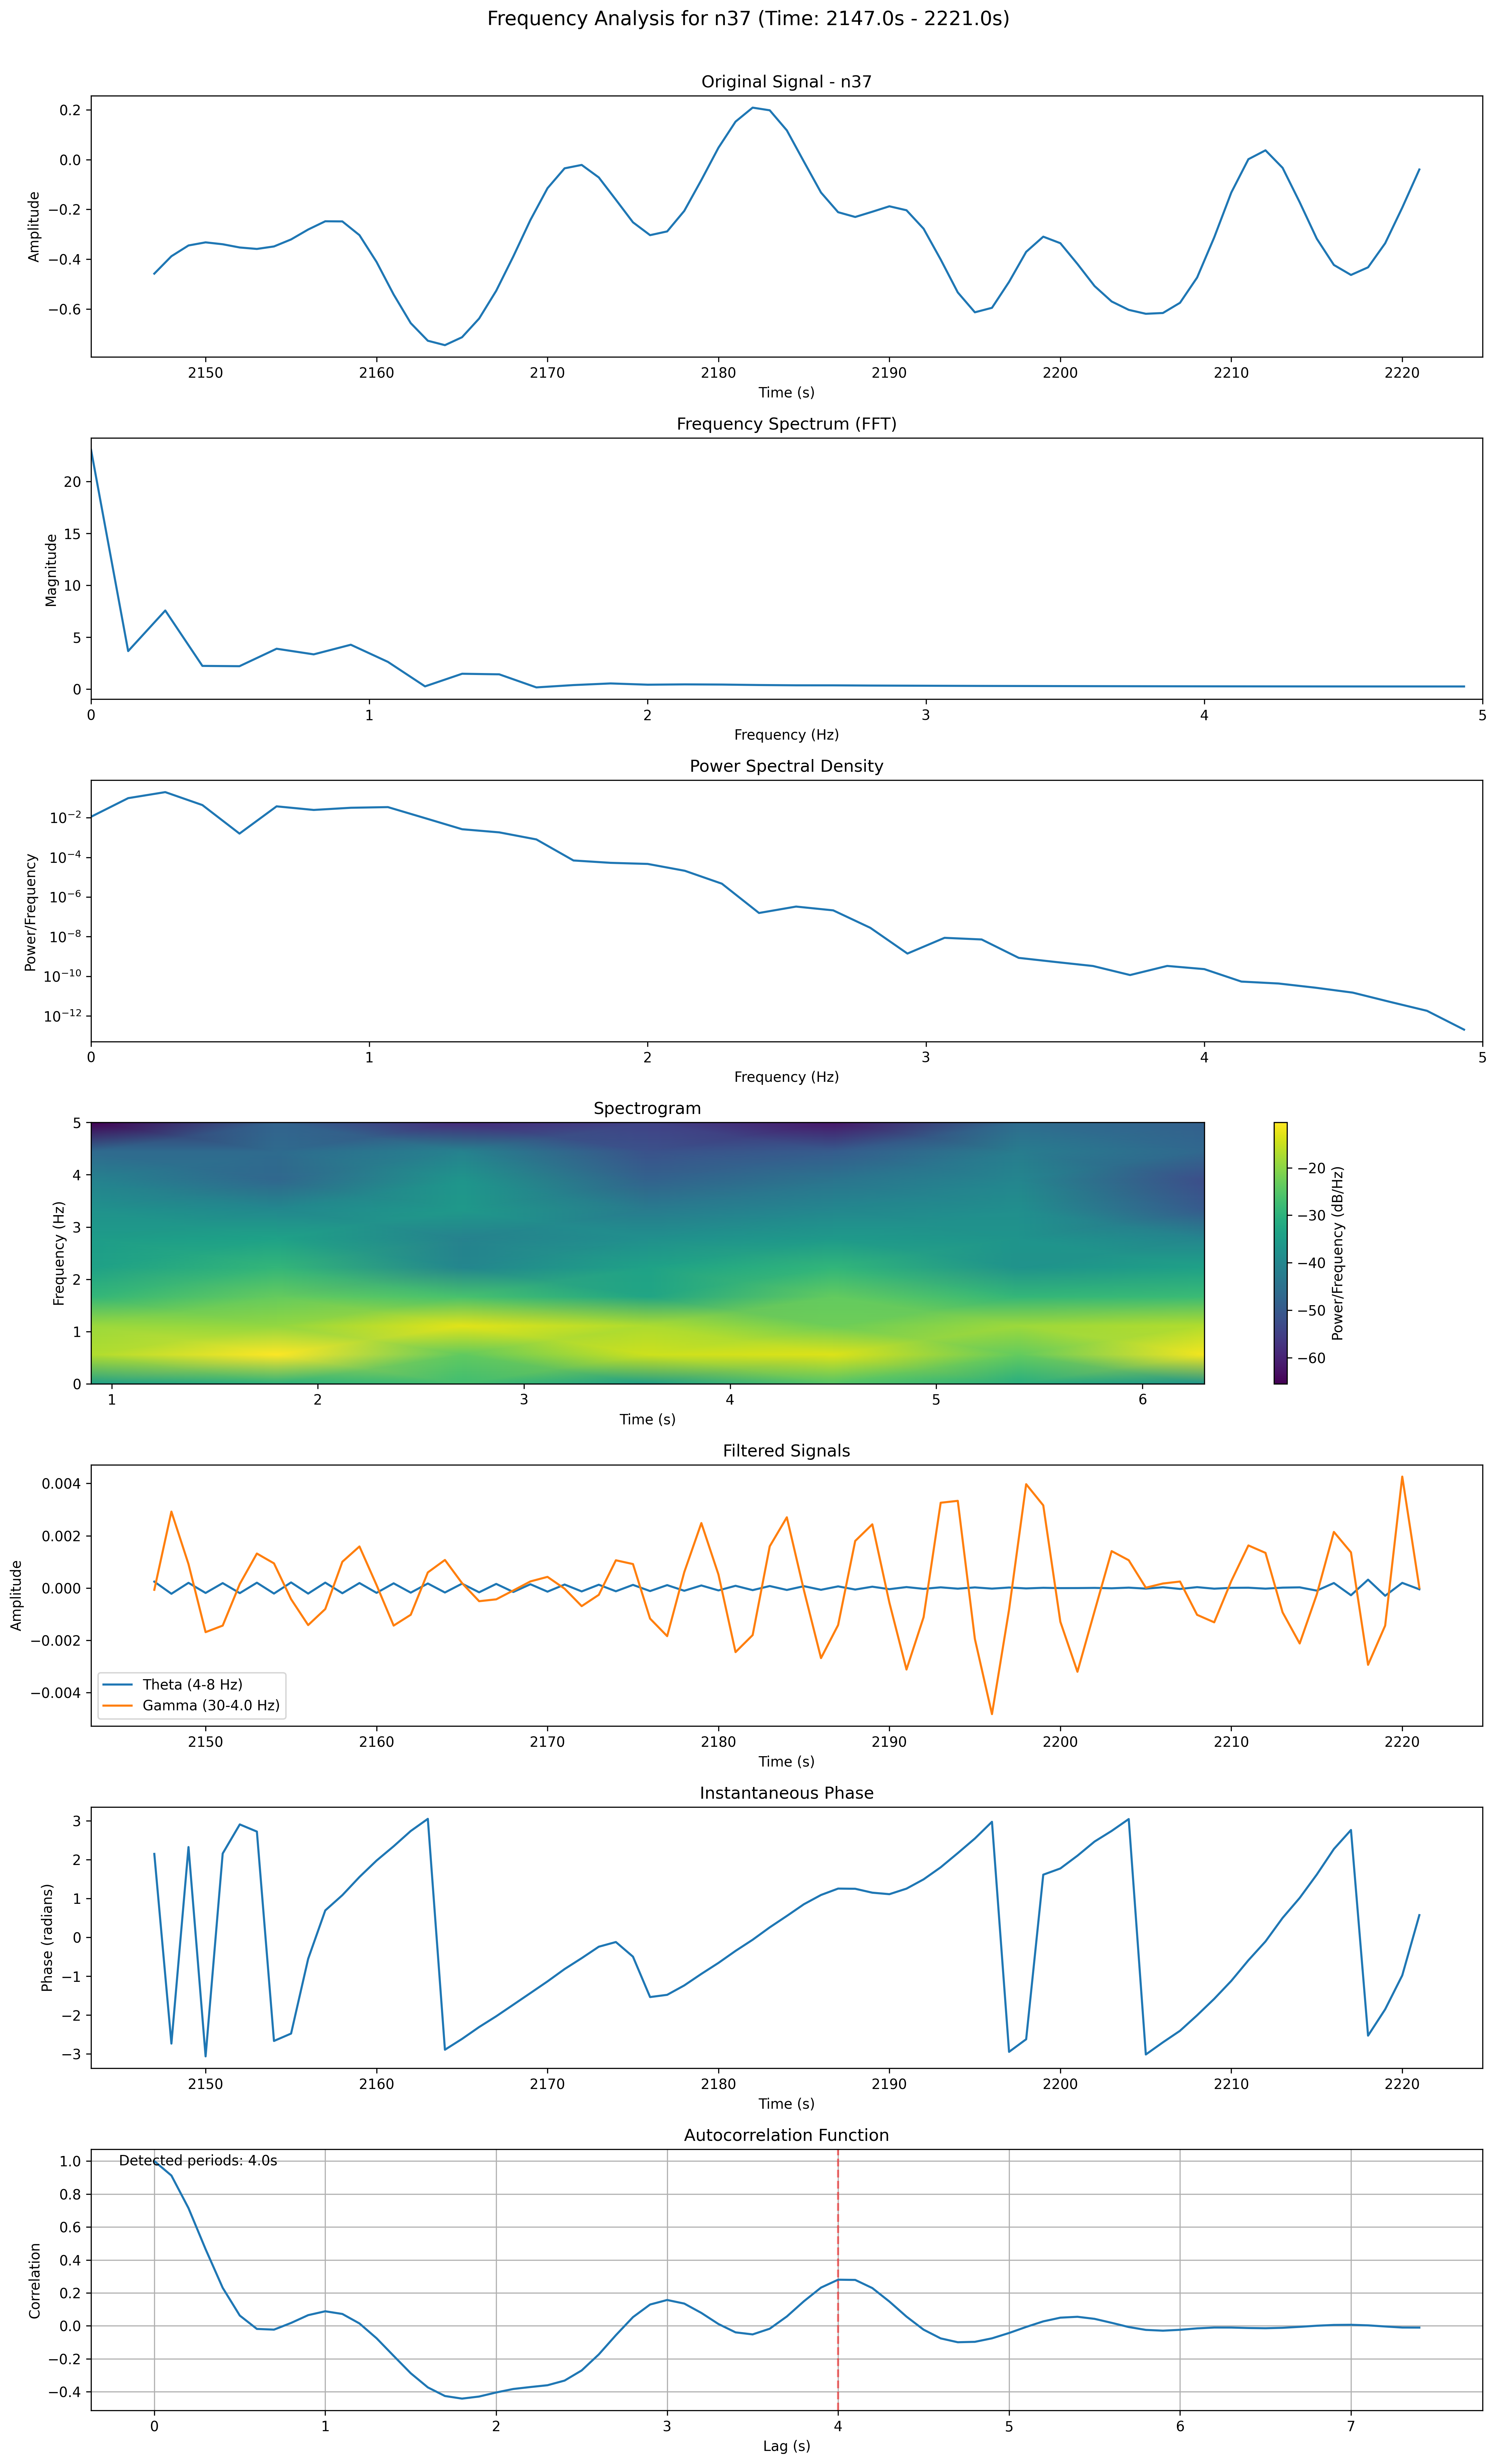 Frequency Analysis for n37 (Time: 2147.0s - 2221.0s)
Original Signal - n37
Amplitude
0.2
0.0
−0.2
−0.4
−0.6
2150 2160 2170 2180 2190 2200 2210 2220
Time (s)
Frequency Spectrum (FFT)
Magnitude
20
15
10
5
0
0 1 2 3 4 5
Frequency (Hz)
Power Spectral Density
Power/Frequency
10⁻²
10⁻⁴
10⁻⁶
10⁻⁸
10⁻¹⁰
10⁻¹²
0 1 2 3 4 5
Frequency (Hz)
Spectrogram
Frequency (Hz)
5
4
3
2
1
0
1 2 3 4 5 6
Time (s)
−20
−30
−40
−50
−60
Power/Frequency (dB/Hz)
Filtered Signals
Amplitude
0.004
0.002
0.000
−0.002
−0.004
Theta (4-8 Hz)
Gamma (30-4.0 Hz)
2150 2160 2170 2180 2190 2200 2210 2220
Time (s)
Instantaneous Phase
Phase (radians)
3
2
1
0
−1
−2
−3
2150 2160 2170 2180 2190 2200 2210 2220
Time (s)
Autocorrelation Function
Detected periods: 4.0s
Correlation
1.0
0.8
0.6
0.4
0.2
0.0
−0.2
−0.4
0 1 2 3 4 5 6 7
Lag (s)